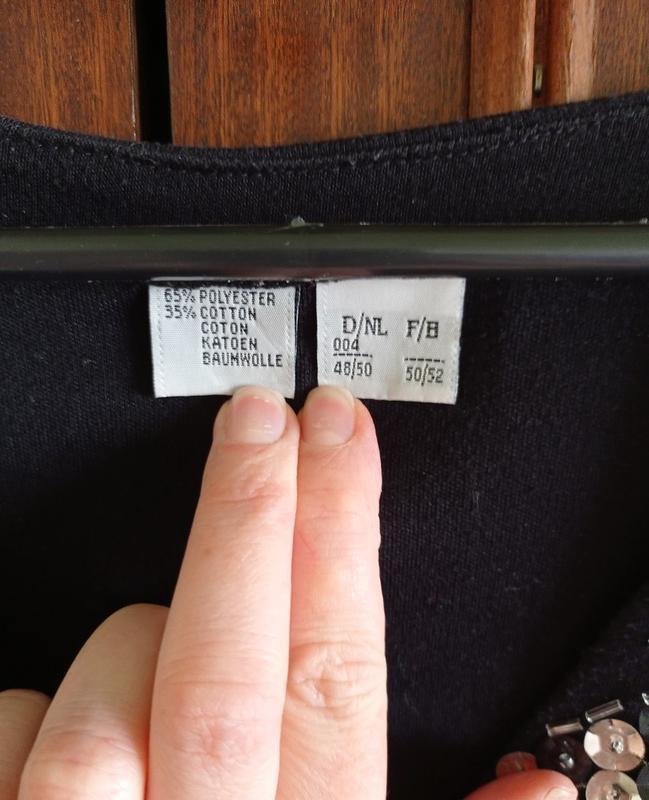 65% POLYESTER
35% COTTON
COTON
KATOEN
BAUMWOLLE
D/NL F/B
004
48/50 50/52